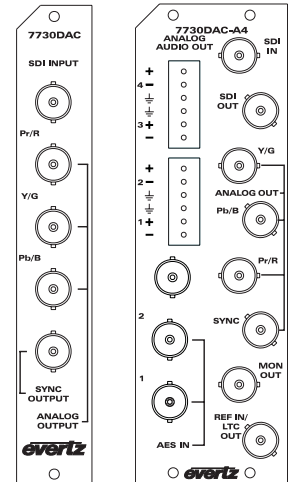 7730DAC
SDI INPUT
Pr/R
Y/G
Pb/B
SYNC
OUTPUT
ANALOG
OUTPUT
evertz
7730DAC-A4
ANALOG
AUDIO OUT
SDI
IN
+
4 -
3 +
-
SDI
OUT
+
2 -
1 +
-
Y/G
ANALOG OUT
Pb/B
Pr/R
2
SYNC
1
MON
OUT
REF IN/
LTC
OUT
AES IN
evertz